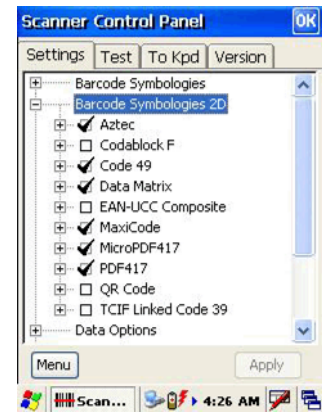 Scanner Control Panel OK
Settings Test To Kpd Version
Barcode Symbologies
Barcode Symbologies 2D
Aztec
Codablock F
Code 49
Data Matrix
EAN-UCC Composite
MaxiCode
MicroPDF417
PDF417
QR Code
TCIF Linked Code 39
Data Options
Menu Apply
Scan... 4:26 AM